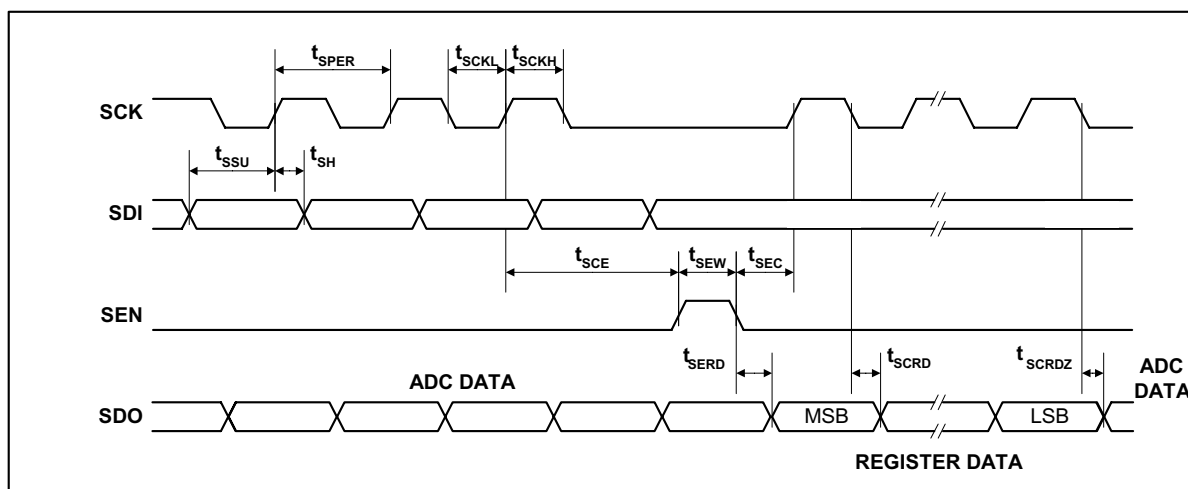 tSPER
tSCKL
tSCKH
SCK
tSSU
tSH
SDI
tSCE
tSEW
tSEC
SEN
tSERD
tSCRD
tSCRDZ
ADC DATA
ADC
DATA
SDO
MSB
LSB
REGISTER DATA